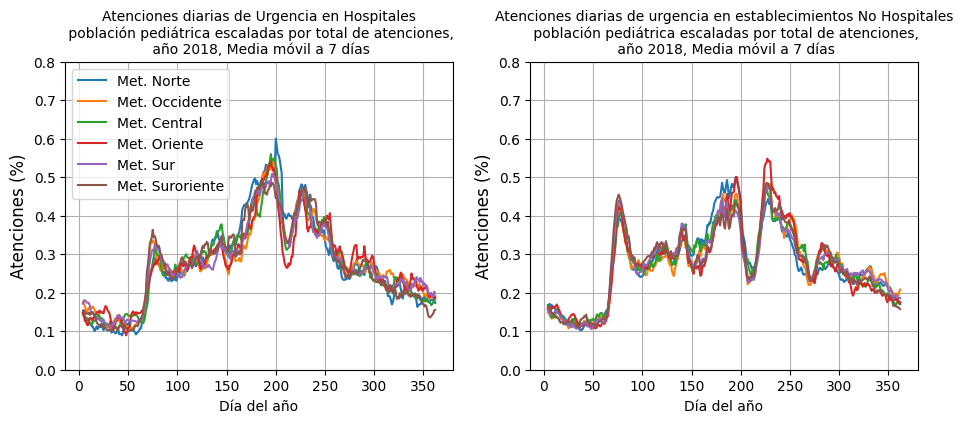 Atenciones diarias de Urgencia en Hospitales
población pediátrica escaladas por total de atenciones,
año 2018, Media móvil a 7 días
Atenciones (%)
0.8
0.7
0.6
0.5
0.4
0.3
0.2
0.1
0.0
Met. Norte
Met. Occidente
Met. Central
Met. Oriente
Met. Sur
Met. Suroriente
0 50 100 150 200 250 300 350
Día del año
Atenciones diarias de urgencia en establecimientos No Hospitales
población pediátrica escaladas por total de atenciones,
año 2018, Media móvil a 7 días
Atenciones (%)
0.8
0.7
0.6
0.5
0.4
0.3
0.2
0.1
0.0
0 50 100 150 200 250 300 350
Día del año